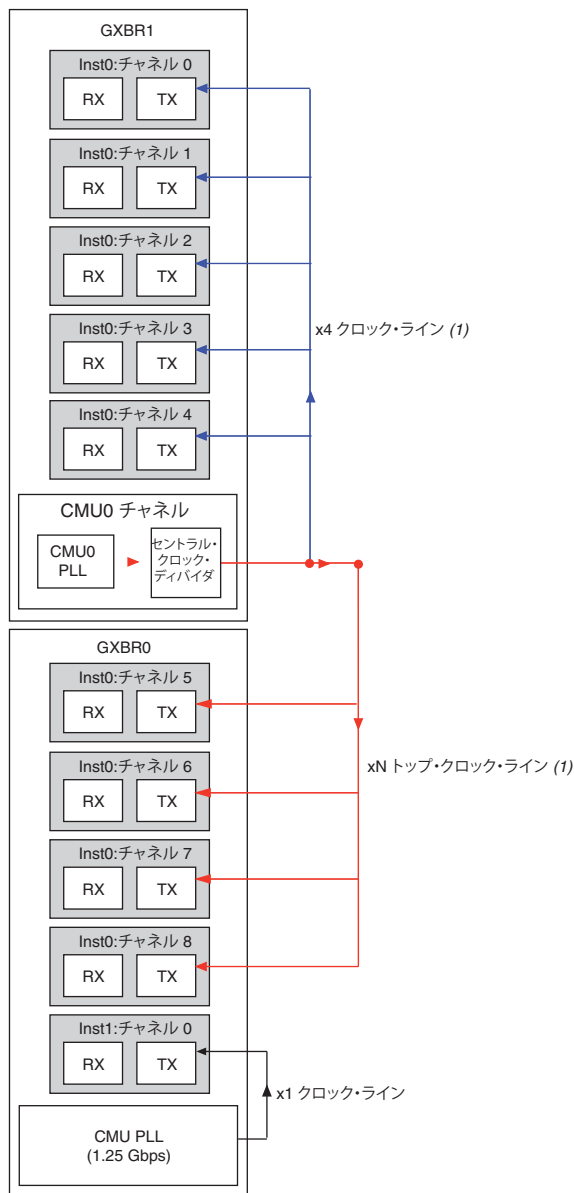 GXBR1
Inst0:チャネル 0
RX
TX
Inst0:チャネル 1
RX
TX
Inst0:チャネル 2
RX
TX
Inst0:チャネル 3
RX
TX
x4 クロック・ライン (1)
Inst0:チャネル 4
RX
TX
CMU0 チャネル
CMU0
PLL
セントラル・
クロック・
ディバイダ
GXBR0
Inst0:チャネル 5
RX
TX
Inst0:チャネル 6
RX
TX
xN トップ・クロック・ライン (1)
Inst0:チャネル 7
RX
TX
Inst0:チャネル 8
RX
TX
Inst1:チャネル 0
RX
TX
x1 クロック・ライン
CMU PLL
(1.25 Gbps)